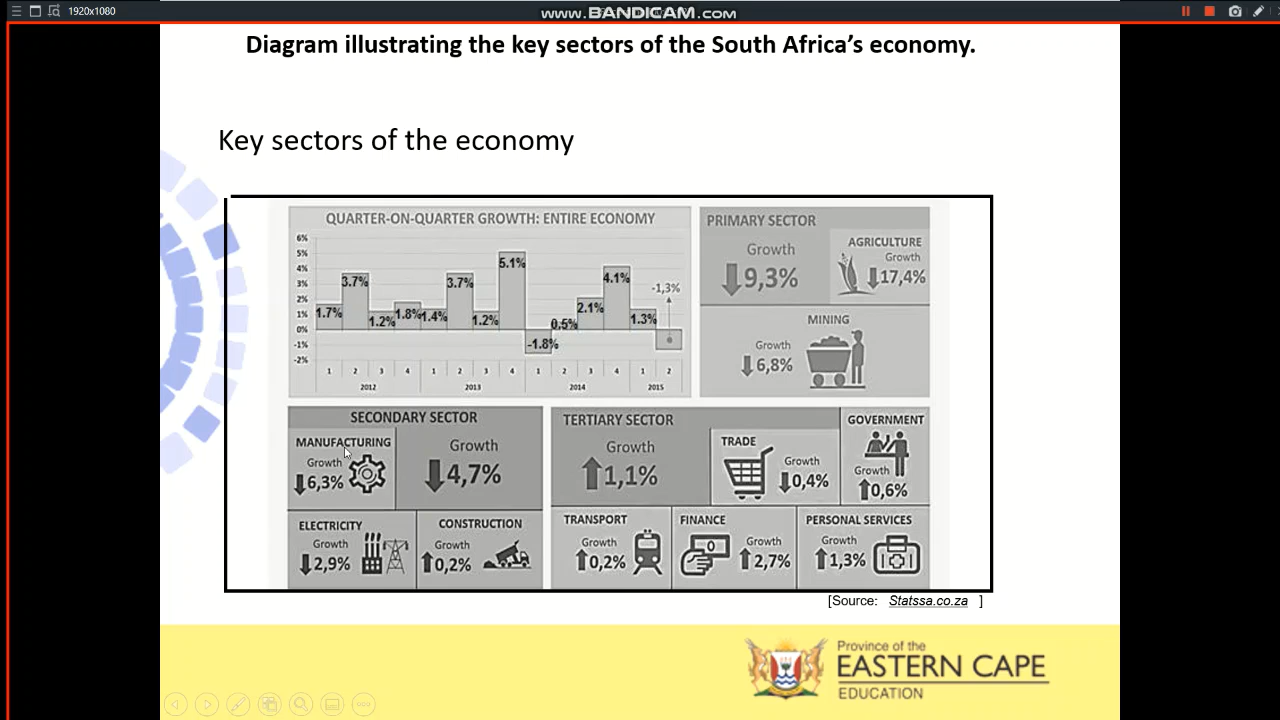 1920x1080
www.BANDICAM.com
Diagram illustrating the key sectors of the South Africa’s economy.
Key sectors of the economy
QUARTER-ON-QUARTER GROWTH: ENTIRE ECONOMY
6%
5%
4%
3%
2%
1%
0%
-1%
-2%
1.7% 3.7% 1.2% 1.8% 1.4% 3.7% 1.2% 5.1% -1.8% 0.5% 2.1% 4.1% 1.3% -1,3%
1 2 3 4 1 2 3 4 1 2 3 4 1 2
2012 2013 2014 2015
PRIMARY SECTOR
Growth
9,3%
AGRICULTURE
Growth
17,4%
MINING
Growth
6,8%
SECONDARY SECTOR
MANUFACTURING
Growth
6,3%
Growth
4,7%
ELECTRICITY
Growth
2,9%
CONSTRUCTION
Growth
0,2%
TERTIARY SECTOR
Growth
1,1%
TRADE
Growth
0,4%
GOVERNMENT
Growth
0,6%
TRANSPORT
Growth
0,2%
FINANCE
Growth
2,7%
PERSONAL SERVICES
Growth
1,3%
[Source: Statssa.co.za ]
Province of the
EASTERN CAPE
EDUCATION